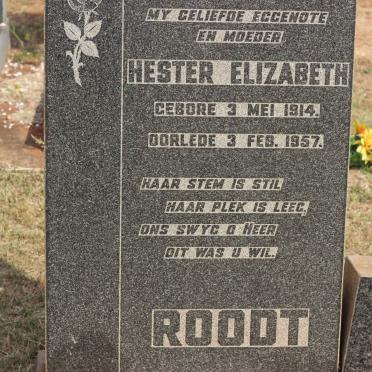 MY GELIEFDE EGGENOTE
EN MOEDER
HESTER ELIZABETH
GEBORE 3 MEI 1914.
OORLEDE 3 FEB. 1957.
HAAR STEM IS STIL
HAAR PLEK IS LEEG,
ONS SWYG O HEER
DIT WAS U WIL.
ROODT